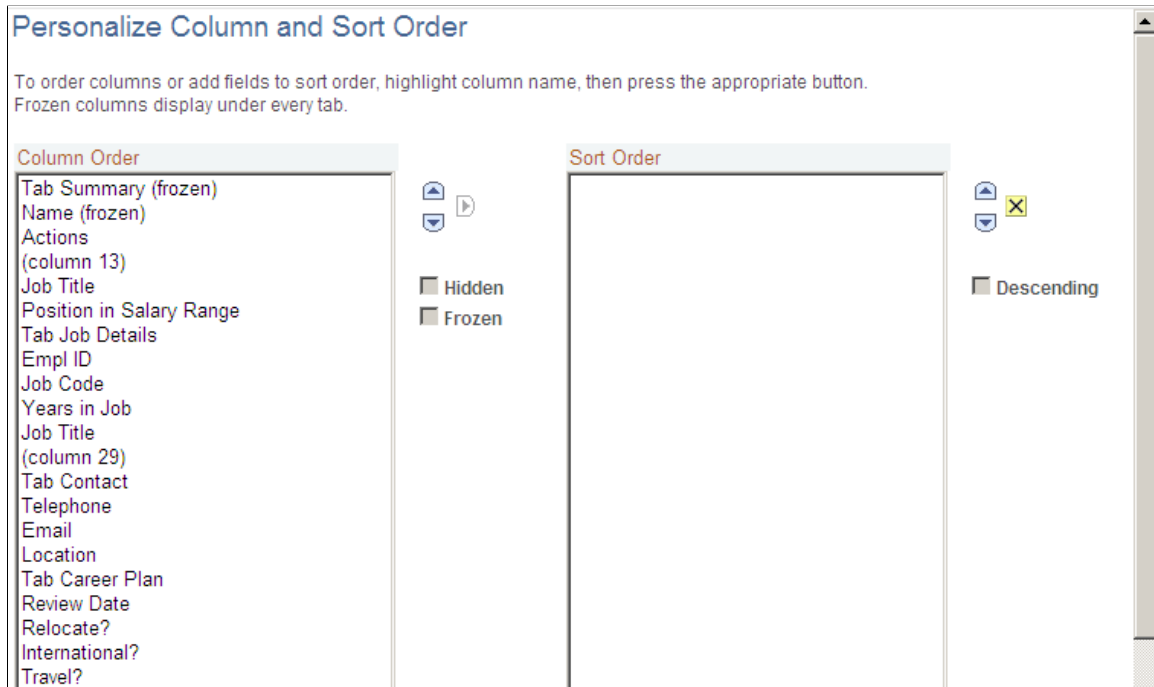 Personalize Column and Sort Order
To order columns or add fields to sort order, highlight column name, then press the appropriate button.
Frozen columns display under every tab.
Column Order
Tab Summary (frozen)
Name (frozen)
Actions
(column 13)
Job Title
Position in Salary Range
Tab Job Details
Empl ID
Job Code
Years in Job
Job Title
(column 29)
Tab Contact
Telephone
Email
Location
Tab Career Plan
Review Date
Relocate?
International?
Travel?
Hidden
Frozen
Sort Order
Descending